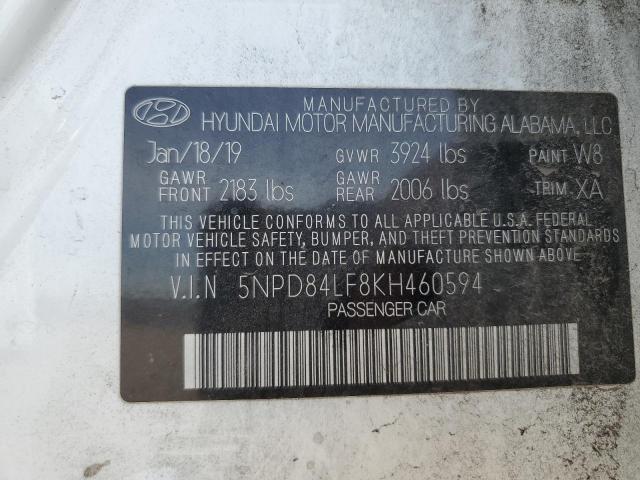 MANUFACTURED BY
HYUNDAI MOTOR MANUFACTURING ALABAMA, LLC
Jan/18/19 GVWR 3924 lbs PAINT W8
GAWR FRONT 2183 lbs GAWR REAR 2006 lbs TRIM XA
THIS VEHICLE CONFORMS TO ALL APPLICABLE U.S.A. FEDERAL
MOTOR VEHICLE SAFETY, BUMPER, AND THEFT PREVENTION STANDARDS
IN EFFECT ON THE DATE OF MANUFACTURE SHOWN ABOVE.
V.I.N 5NPD84LF8KH460594
PASSENGER CAR